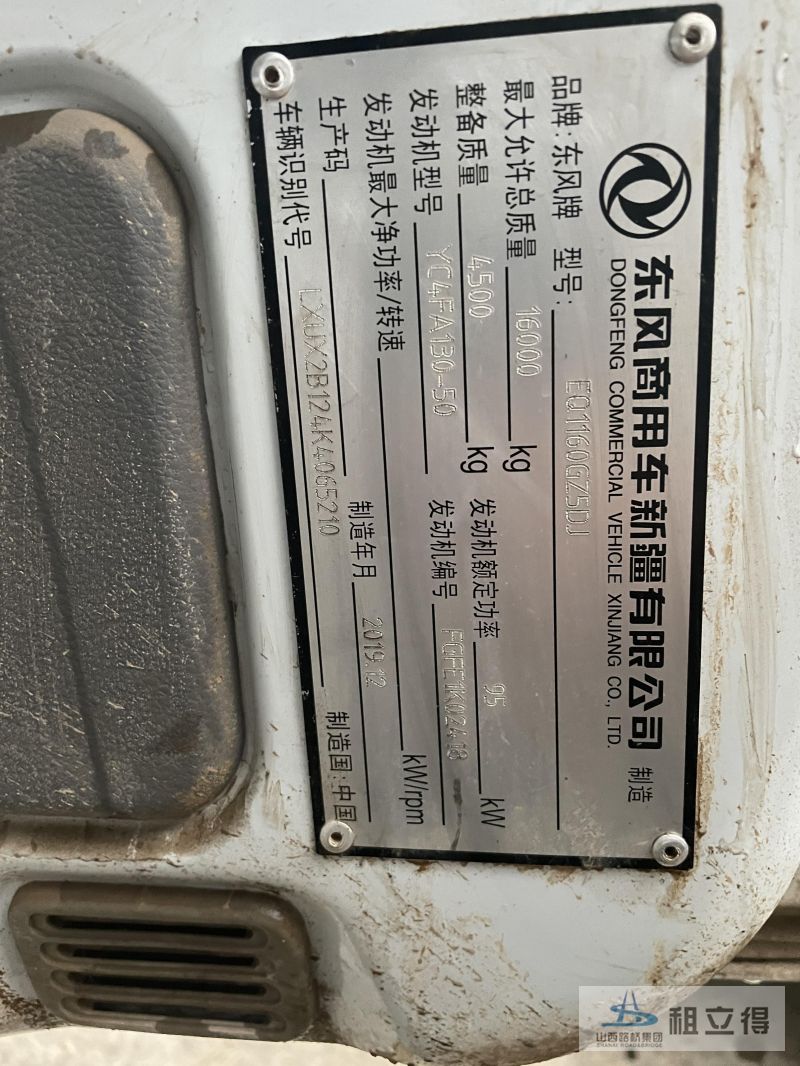 东风商用车新疆有限公司 制造
DONGFENG COMMERCIAL VEHICLE XINJIANG CO., LTD.
品牌:东风牌 型号: EQ1160GZ5DJ
最大允许总质量 16000 kg
整备质量 4500 kg 发动机额定功率 95 kW
发动机型号 YC4FA130-50 发动机编号 FGFE1K02418
发动机最大净功率/转速 kW/rpm
生产码 制造年月 2019.12
车辆识别代号 LXUX2B124K4065210 制造国:中国
山西路桥集团 租立得
SHANXI ROAD&BRIDGE